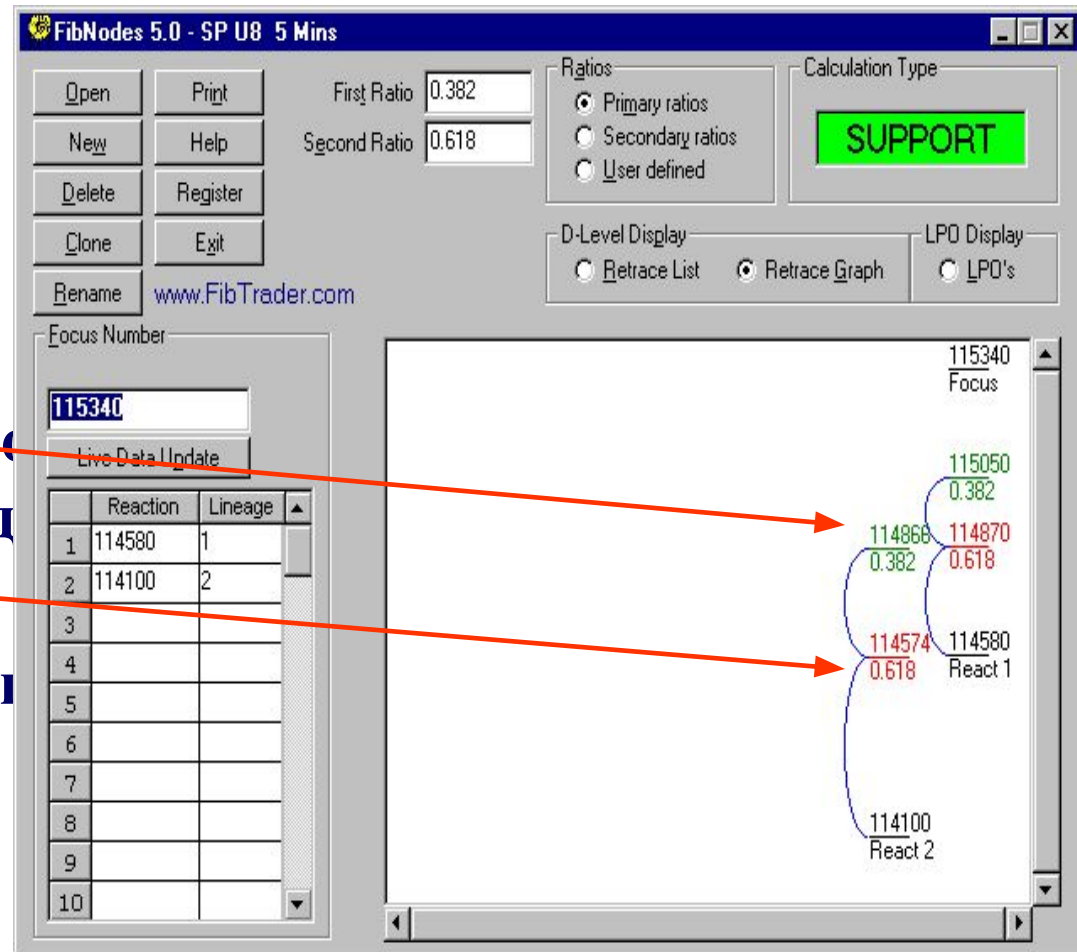 FibNodes 5.0 - SP U8 5 Mins
Open
Print
New
Help
Delete
Register
Clone
Exit
Rename
www.FibTrader.com
First Ratio 0.382
Second Ratio 0.618
Ratios
Primary ratios
Secondary ratios
User defined
Calculation Type
SUPPORT
D-Level Display
Retrace List
Retrace Graph
LPO Display
LPO's
Focus Number
115340
Live Data Update
Reaction Lineage
1 114580 1
2 114100 2
3
4
5
6
7
8
9
10
115340
Focus
115050
0.382
114866
0.382
114870
0.618
114574
0.618
114580
React 1
114100
React 2